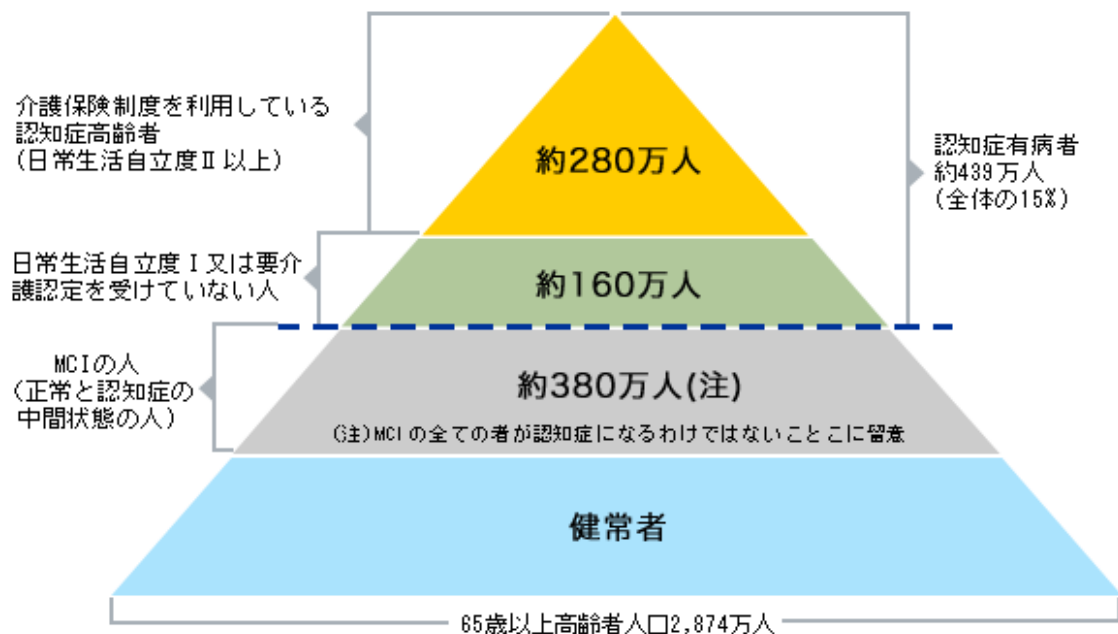 介護保険制度を利用している
認知症高齢者
(日常生活自立度Ⅱ以上)
約280万人
認知症有病者
約439万人
(全体の15%)
日常生活自立度Ⅰ又は要介
護認定を受けていない人
約160万人
MCIの人
(正常と認知症の
中間状態の人)
約380万人(注)
(注)MCIの全ての者が認知症になるわけではないことこに留意
健常者
65歳以上高齢者人口2,874万人